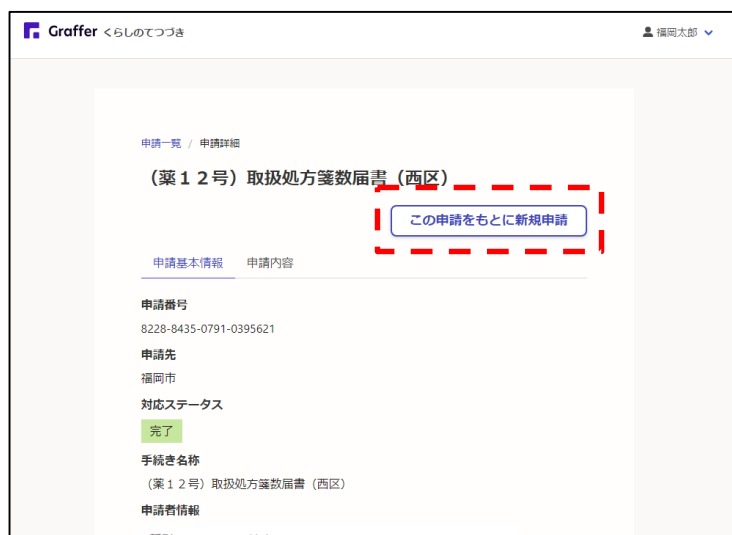 Graffer くらしのてつづき
福岡太郎
申請一覧 / 申請詳細
（薬１２号）取扱処方箋数届書（西区）
この申請をもとに新規申請
申請基本情報 申請内容
申請番号
8228-8435-0791-0395621
申請先
福岡市
対応ステータス
完了
手続き名称
（薬１２号）取扱処方箋数届書（西区）
申請者情報